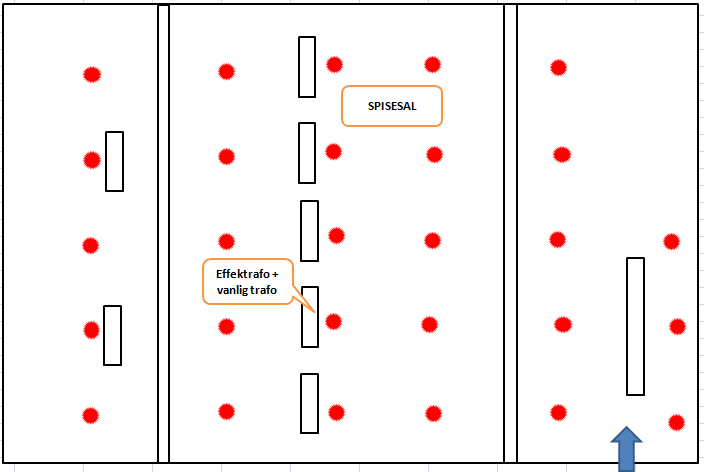 SPISESAL
Effektrafo +
vanlig trafo